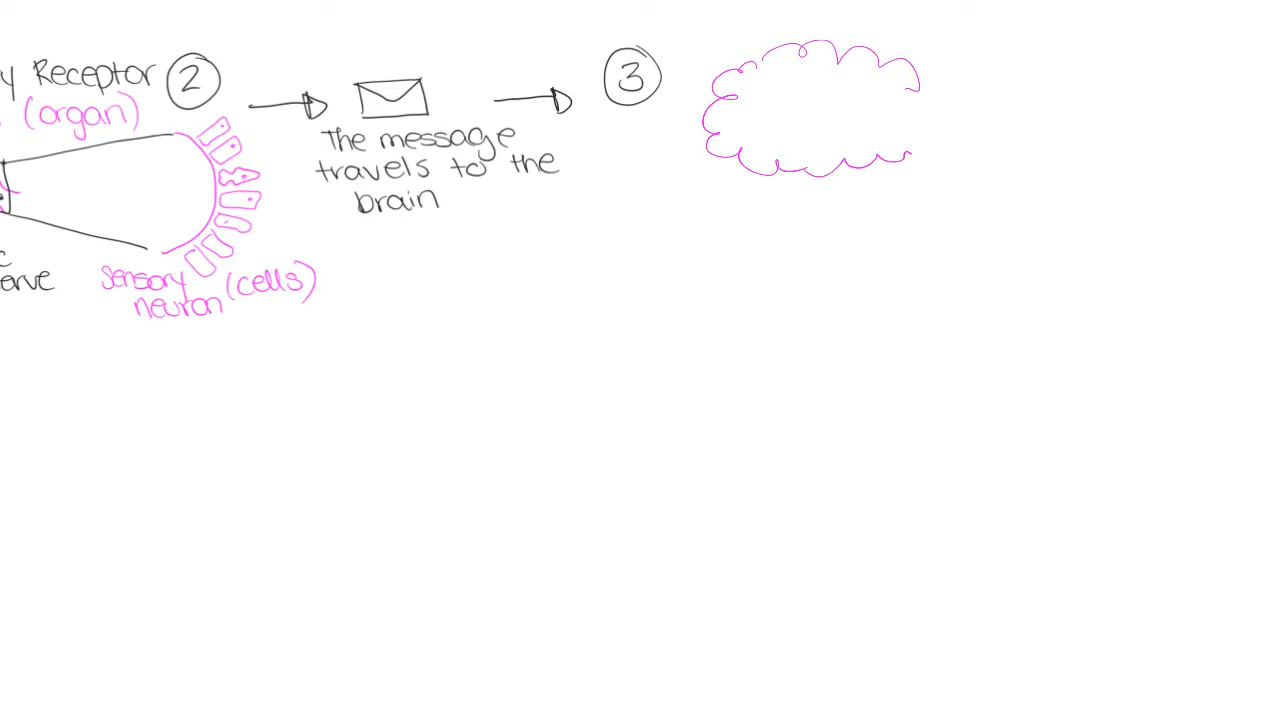 y Receptor 2
(organ)
3
The message
travels to the
brain
c
erve
sensory (cells)
neuron